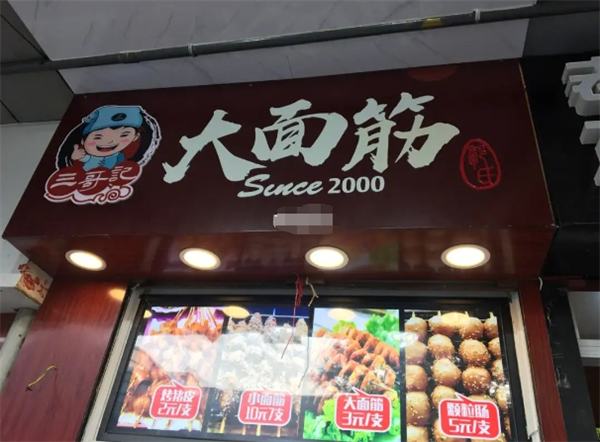 三哥記
大面筋
Since 2000
烤猪皮
2元/支
小面筋
10元/支
大面筋
3元/支
颗粒肠
5元/支